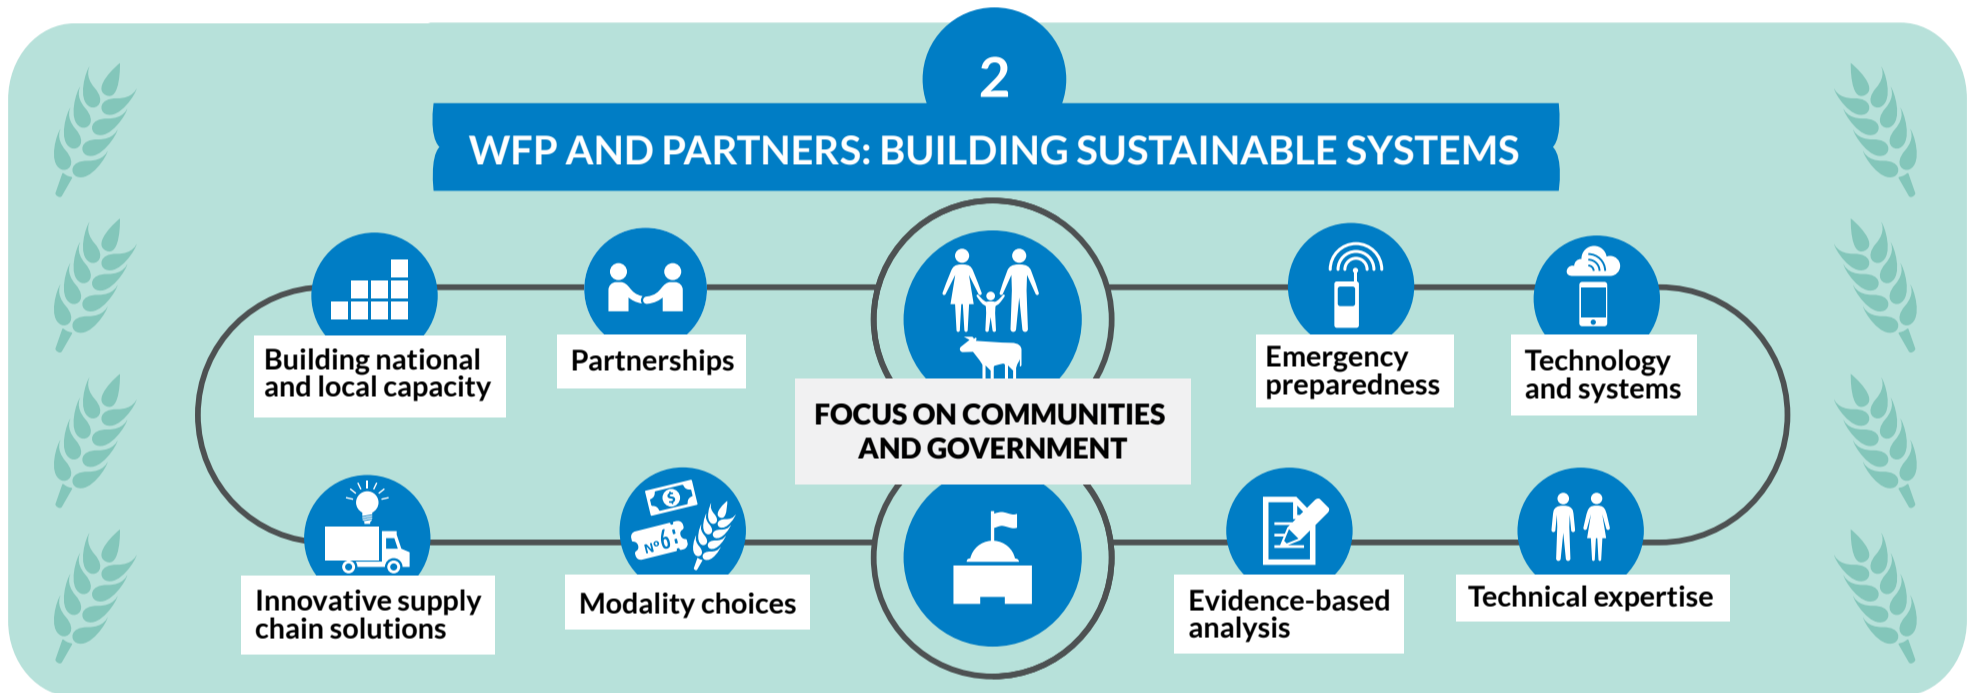 2
WFP AND PARTNERS: BUILDING SUSTAINABLE SYSTEMS
Building national
and local capacity
Partnerships
FOCUS ON COMMUNITIES
AND GOVERNMENT
Emergency
preparedness
Technology
and systems
Innovative supply
chain solutions
$
Nº6
Modality choices
Evidence-based
analysis
Technical expertise